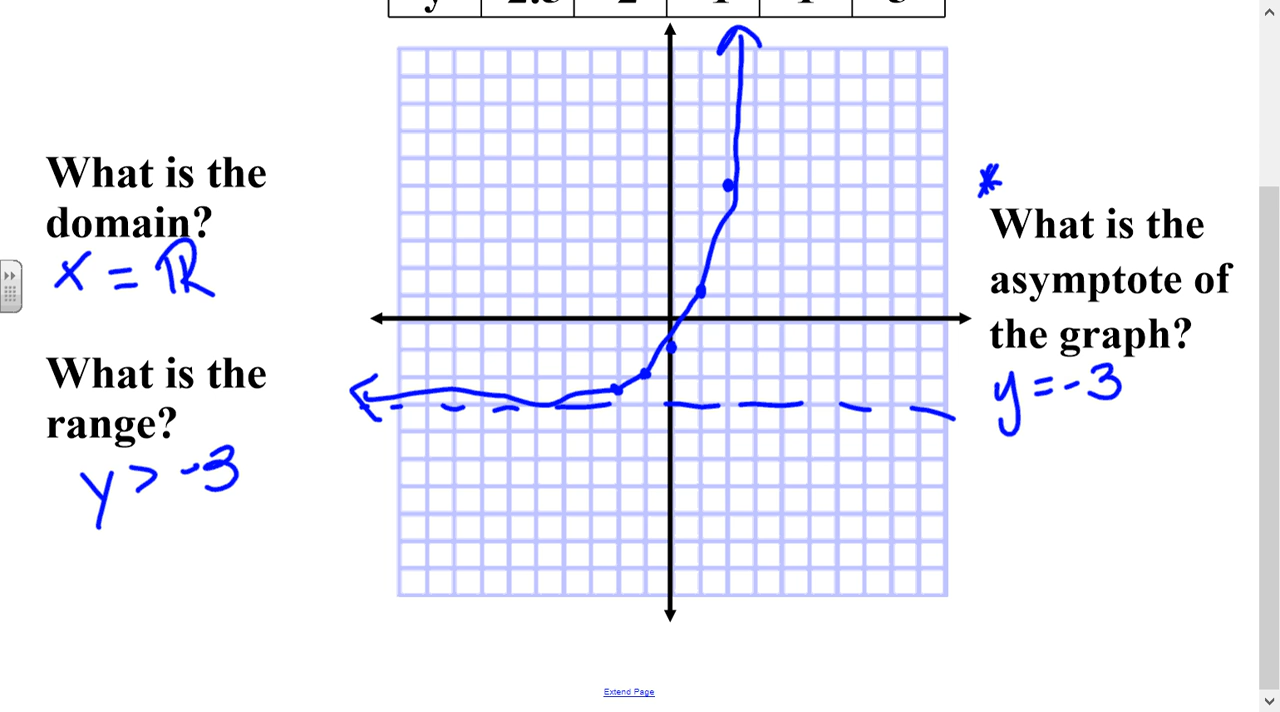 What is the
domain?
x = ℝ
What is the
range?
y > -3
*
What is the
asymptote of
the graph?
y = -3
Extend Page